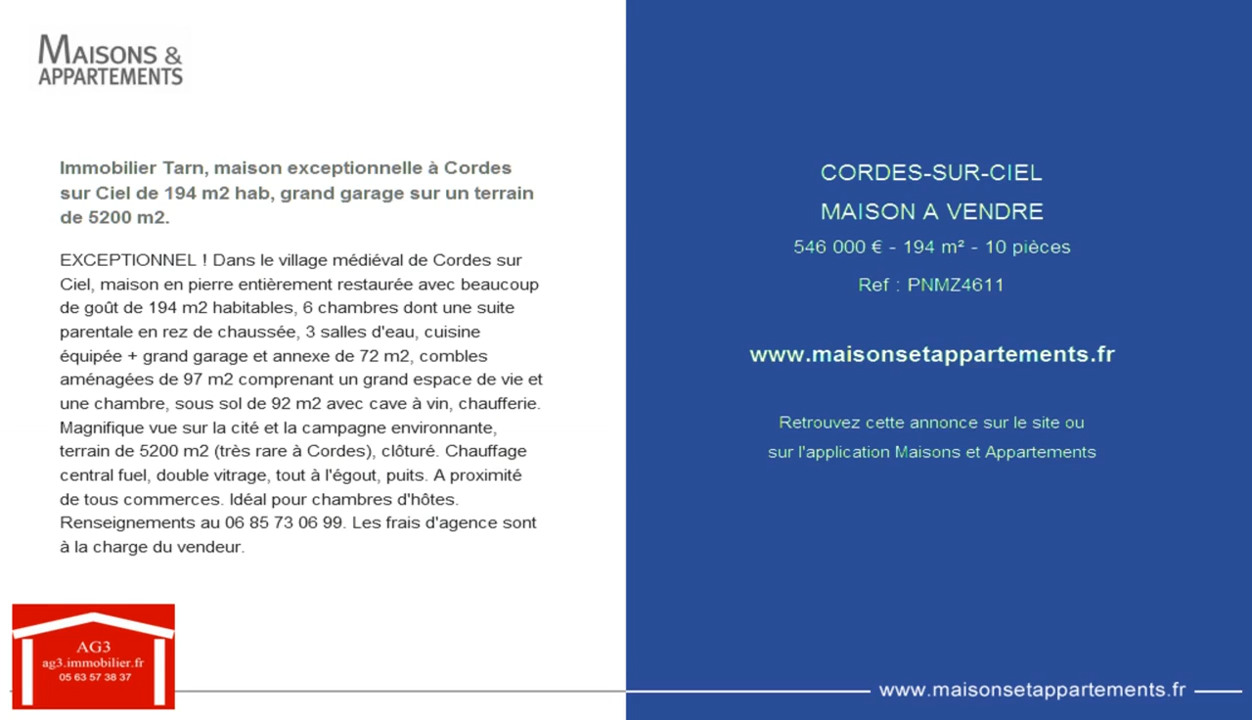 MAISONS &
APPARTEMENTS
Immobilier Tarn, maison exceptionnelle à Cordes
sur Ciel de 194 m2 hab, grand garage sur un terrain
de 5200 m2.
EXCEPTIONNEL ! Dans le village médiéval de Cordes sur
Ciel, maison en pierre entièrement restaurée avec beaucoup
de goût de 194 m2 habitables, 6 chambres dont une suite
parentale en rez de chaussée, 3 salles d'eau, cuisine
équipée + grand garage et annexe de 72 m2, combles
aménagées de 97 m2 comprenant un grand espace de vie et
une chambre, sous sol de 92 m2 avec cave à vin, chaufferie.
Magnifique vue sur la cité et la campagne environnante,
terrain de 5200 m2 (très rare à Cordes), clôturé. Chauffage
central fuel, double vitrage, tout à l'égout, puits. A proximité
de tous commerces. Idéal pour chambres d'hôtes.
Renseignements au 06 85 73 06 99. Les frais d'agence sont
à la charge du vendeur.
AG3
ag3.immobilier.fr
05 63 57 38 37
CORDES-SUR-CIEL
MAISON A VENDRE
546 000 € - 194 m² - 10 pièces
Ref : PNMZ4611
www.maisonsetappartements.fr
Retrouvez cette annonce sur le site ou
sur l'application Maisons et Appartements
www.maisonsetappartements.fr